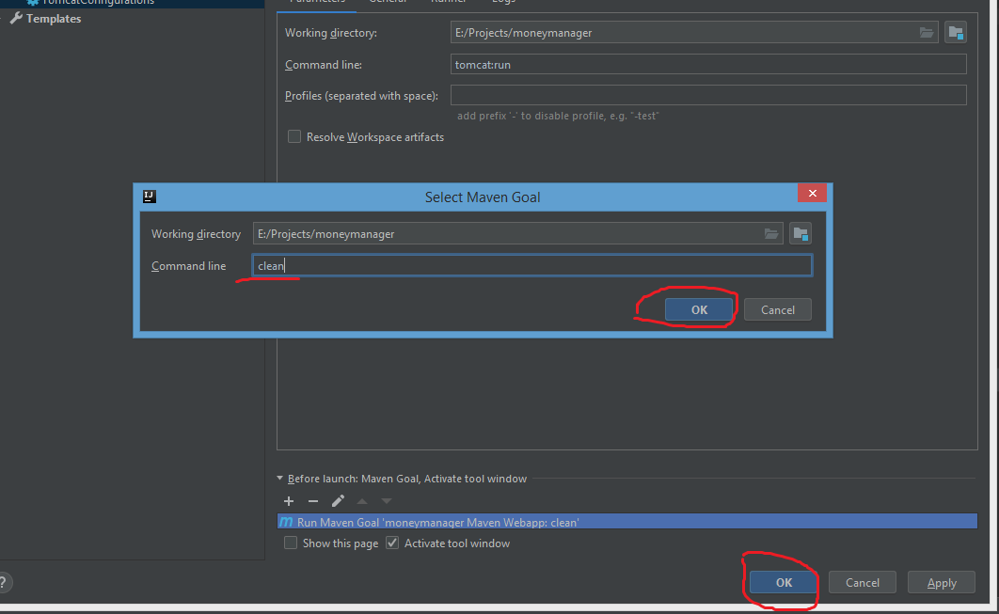 TomcatConfigurations
Parameters General Runner Logs
Templates
Working directory: E:/Projects/moneymanager
Command line: tomcat:run
Profiles (separated with space):
add prefix '-' to disable profile, e.g. "-test"
Resolve Workspace artifacts
IJ
Select Maven Goal
Working directory E:/Projects/moneymanager
Command line clean
OK Cancel
Before launch: Maven Goal, Activate tool window
m Run Maven Goal 'moneymanager Maven Webapp: clean'
Show this page Activate tool window
? OK Cancel Apply